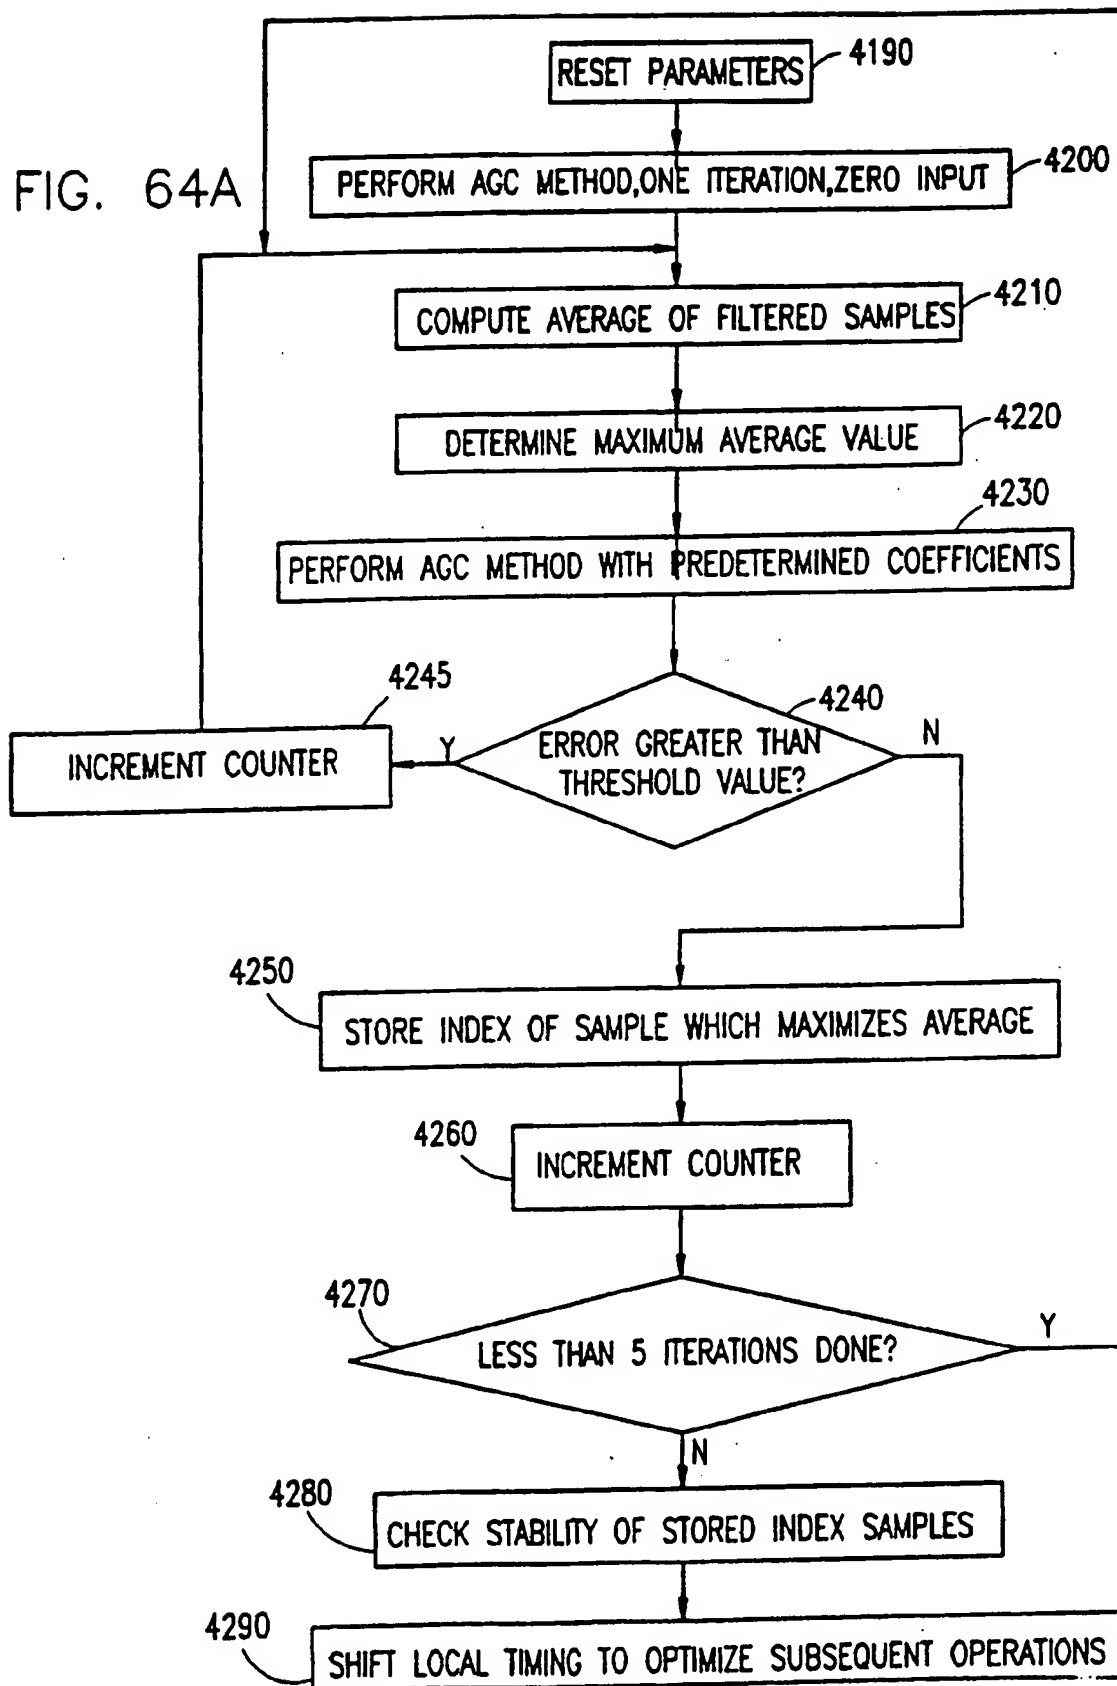 RESET PARAMETERS
4190
FIG. 64A
PERFORM AGC METHOD,ONE ITERATION,ZERO INPUT
4200
COMPUTE AVERAGE OF FILTERED SAMPLES
4210
DETERMINE MAXIMUM AVERAGE VALUE
4220
4230
PERFORM AGC METHOD WITH PREDETERMINED COEFFICIENTS
4245
INCREMENT COUNTER
Y
4240
ERROR GREATER THAN
THRESHOLD VALUE?
N
4250
STORE INDEX OF SAMPLE WHICH MAXIMIZES AVERAGE
4260
INCREMENT COUNTER
4270
LESS THAN 5 ITERATIONS DONE?
Y
N
4280
CHECK STABILITY OF STORED INDEX SAMPLES
4290
SHIFT LOCAL TIMING TO OPTIMIZE SUBSEQUENT OPERATIONS